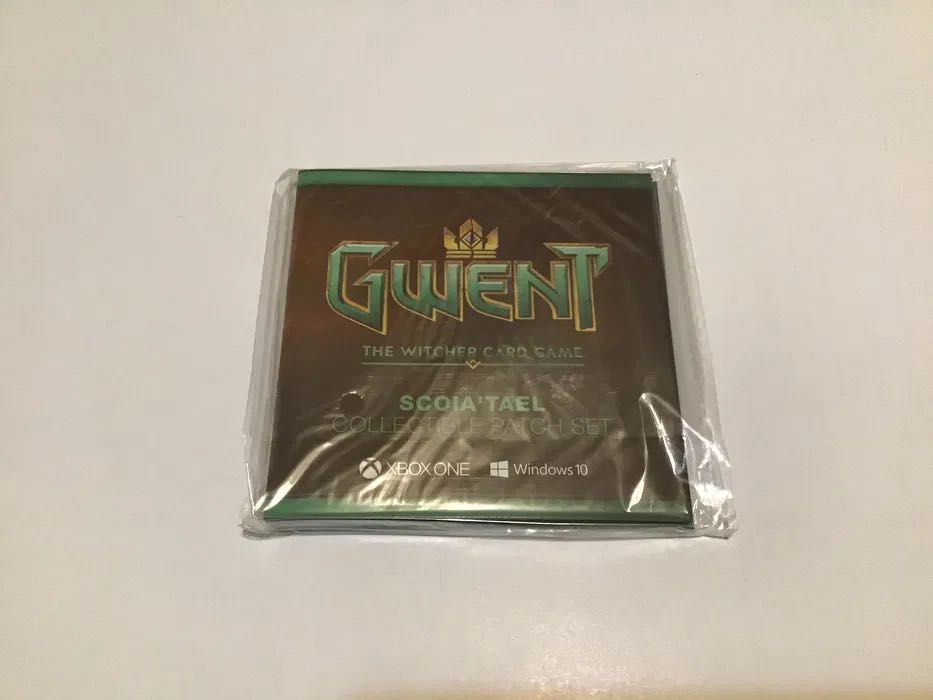 GWENT
THE WITCHER CARD GAME
SCOIA'TAEL
COLLECTIBLE PATCH SET
XBOX ONE Windows 10